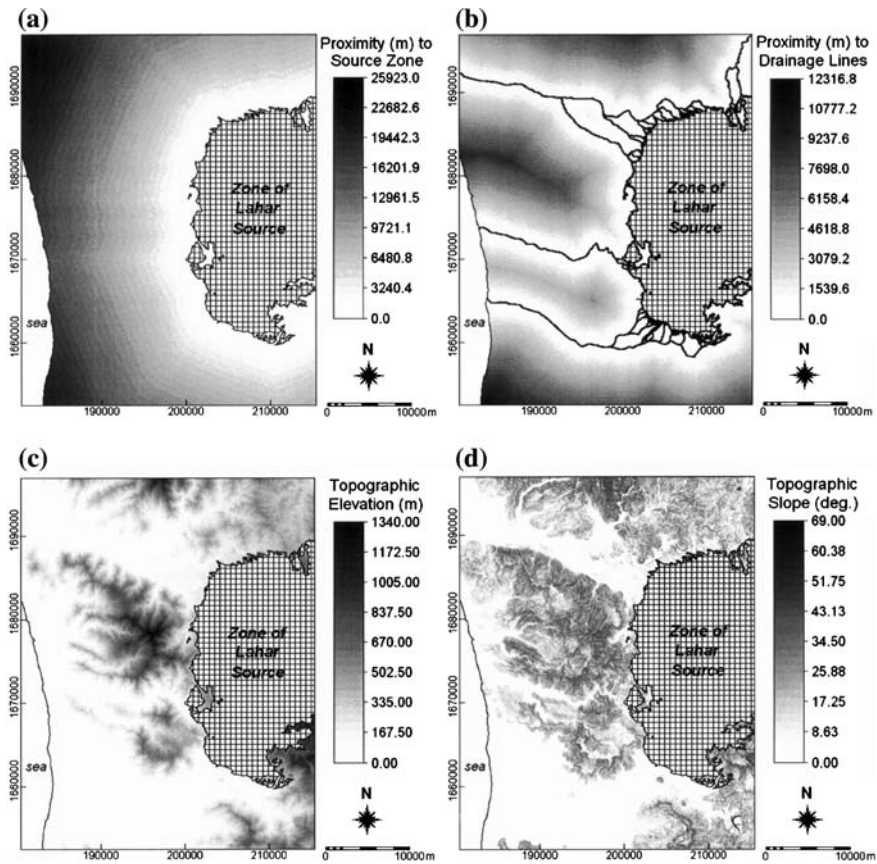 (a)
Proximity (m) to
Source Zone
25923.0
22682.6
19442.3
16201.9
12961.5
9721.1
6480.8
3240.4
0.0
1690000
1680000
1670000
1660000
Zone of
Lahar
Source
sea
N
190000 200000 210000
0 10000m
(b)
Proximity (m) to
Drainage Lines
12316.8
10777.2
9237.6
7698.0
6158.4
4618.8
3079.2
1539.6
0.0
1690000
1680000
1670000
1660000
Zone of
Lahar
Source
sea
N
190000 200000 210000
0 10000m
(c)
Topographic
Elevation (m)
1340.00
1172.50
1005.00
837.50
670.00
502.50
335.00
167.50
0.00
1690000
1680000
1670000
1660000
Zone of
Lahar
Source
sea
N
190000 200000 210000
0 10000m
(d)
Topographic
Slope (deg.)
69.00
60.38
51.75
43.13
34.50
25.88
17.25
8.63
0.00
1690000
1680000
1670000
1660000
Zone of
Lahar
Source
sea
N
190000 200000 210000
0 10000m